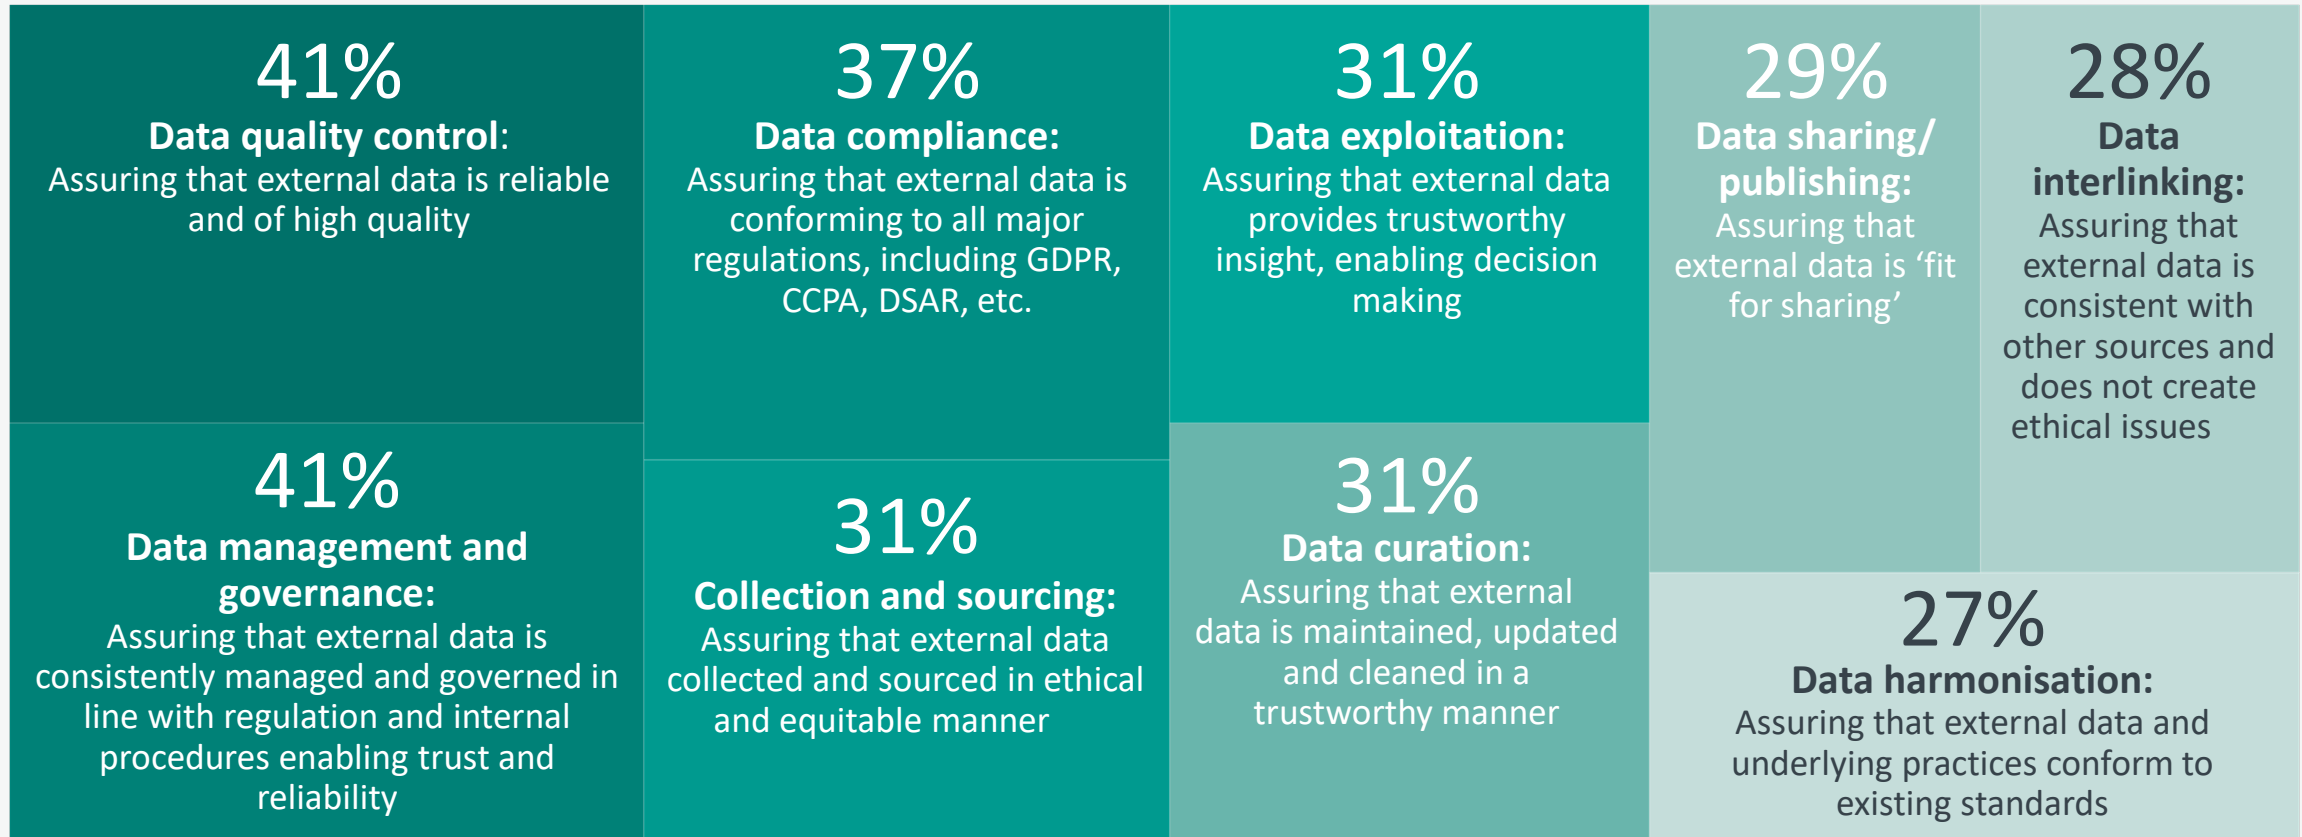 41%
Data quality control:
Assuring that external data is reliable
and of high quality
41%
Data management and
governance:
Assuring that external data is
consistently managed and governed in
line with regulation and internal
procedures enabling trust and
reliability
37%
Data compliance:
Assuring that external data is
conforming to all major
regulations, including GDPR,
CCPA, DSAR, etc.
31%
Collection and sourcing:
Assuring that external data
collected and sourced in ethical
and equitable manner
31%
Data exploitation:
Assuring that external data
provides trustworthy
insight, enabling decision
making
31%
Data curation:
Assuring that external
data is maintained, updated
and cleaned in a
trustworthy manner
29%
Data sharing/
publishing:
Assuring that
external data is ‘fit
for sharing’
28%
Data
interlinking:
Assuring that
external data is
consistent with
other sources and
does not create
ethical issues
27%
Data harmonisation:
Assuring that external data and
underlying practices conform to
existing standards